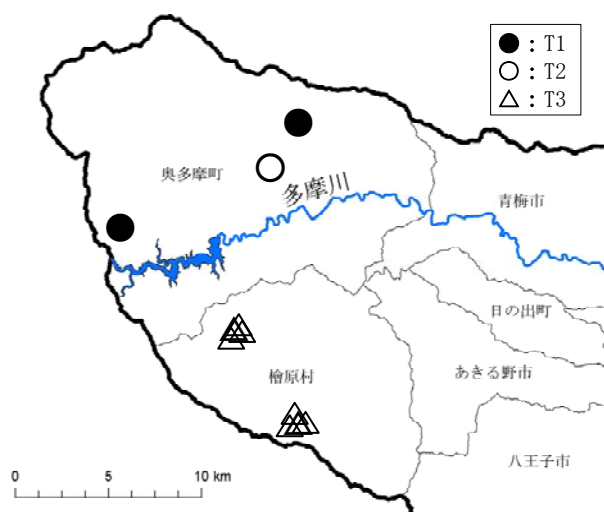 ● : T1
○ : T2
△ : T3
奥多摩町
多摩川
青梅市
日の出町
檜原村
あきる野市
八王子市
0 5 10 km